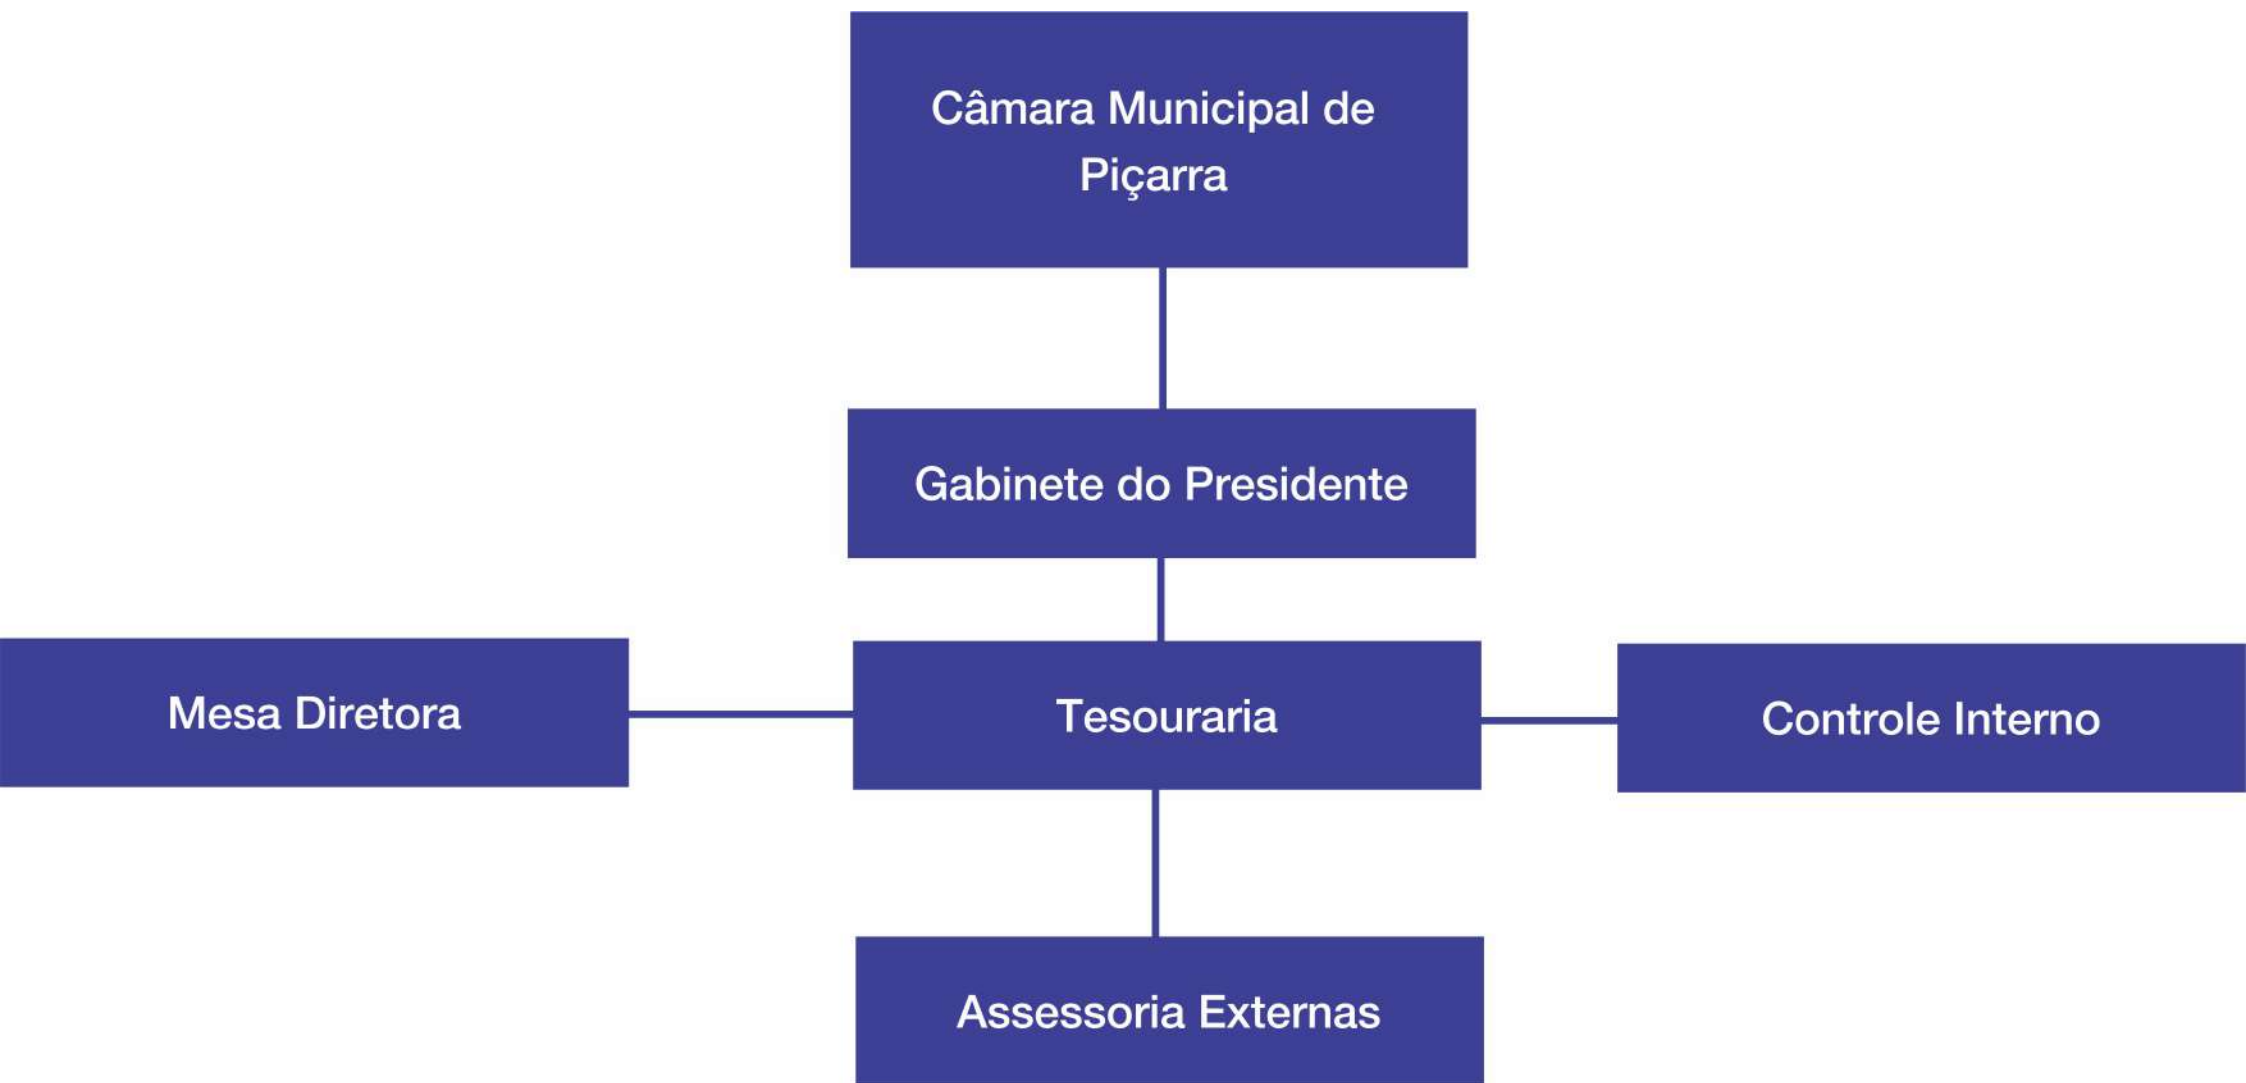 Câmara Municipal de
Piçarra
Gabinete do Presidente
Mesa Diretora
Tesouraria
Controle Interno
Assessoria Externas